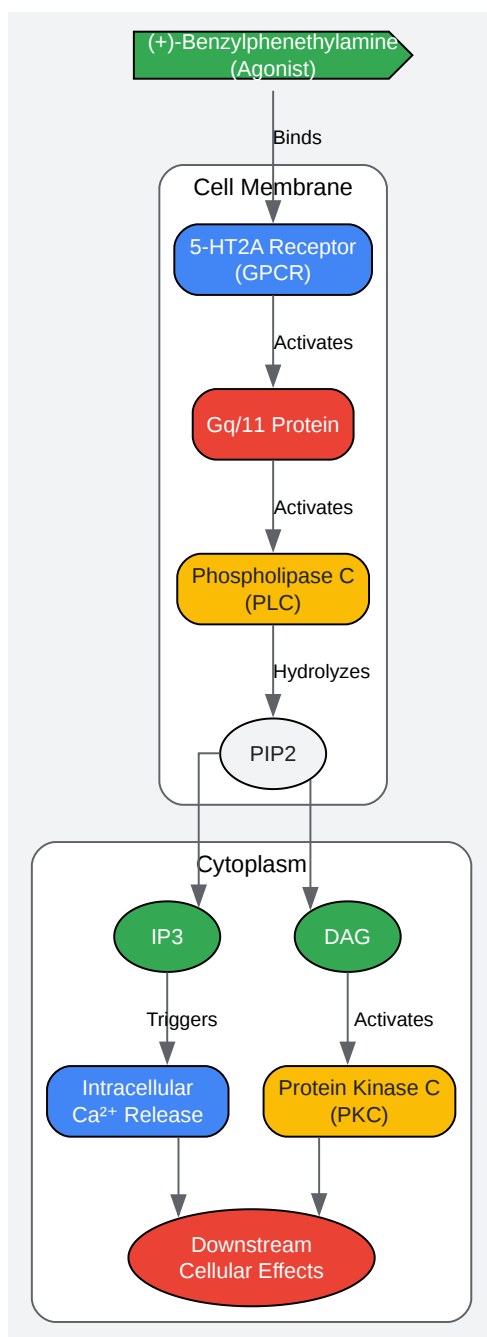 (+)-Benzylphenethylamine
(Agonist)
Binds
Cell Membrane
5-HT2A Receptor
(GPCR)
Activates
Gq/11 Protein
Activates
Phospholipase C
(PLC)
Hydrolyzes
PIP2
Cytoplasm
IP3
DAG
Triggers
Activates
Intracellular
Ca²⁺ Release
Protein Kinase C
(PKC)
Downstream
Cellular Effects